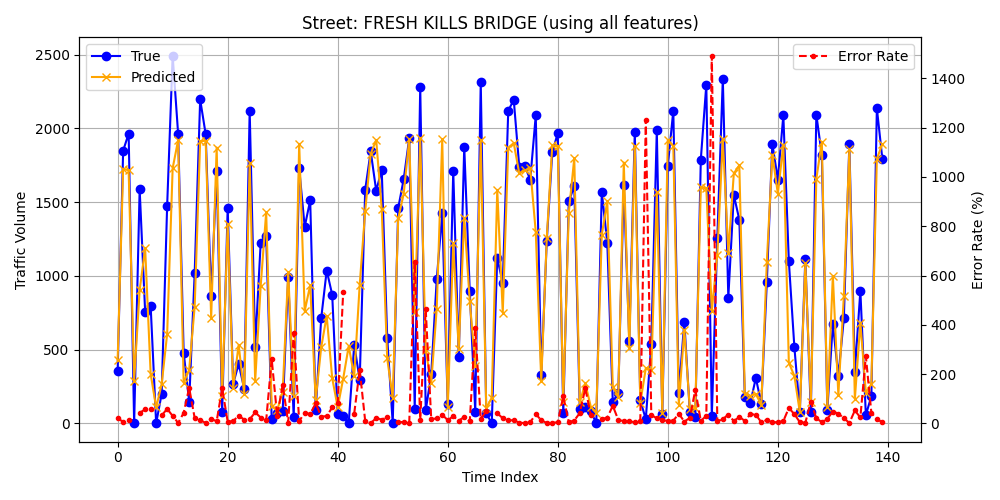 Street: FRESH KILLS BRIDGE (using all features)
True
Predicted
Error Rate
Traffic Volume
2500
2000
1500
1000
500
0
1400
1200
1000
800
600
400
200
0
Error Rate (%)
0 20 40 60 80 100 120 140
Time Index